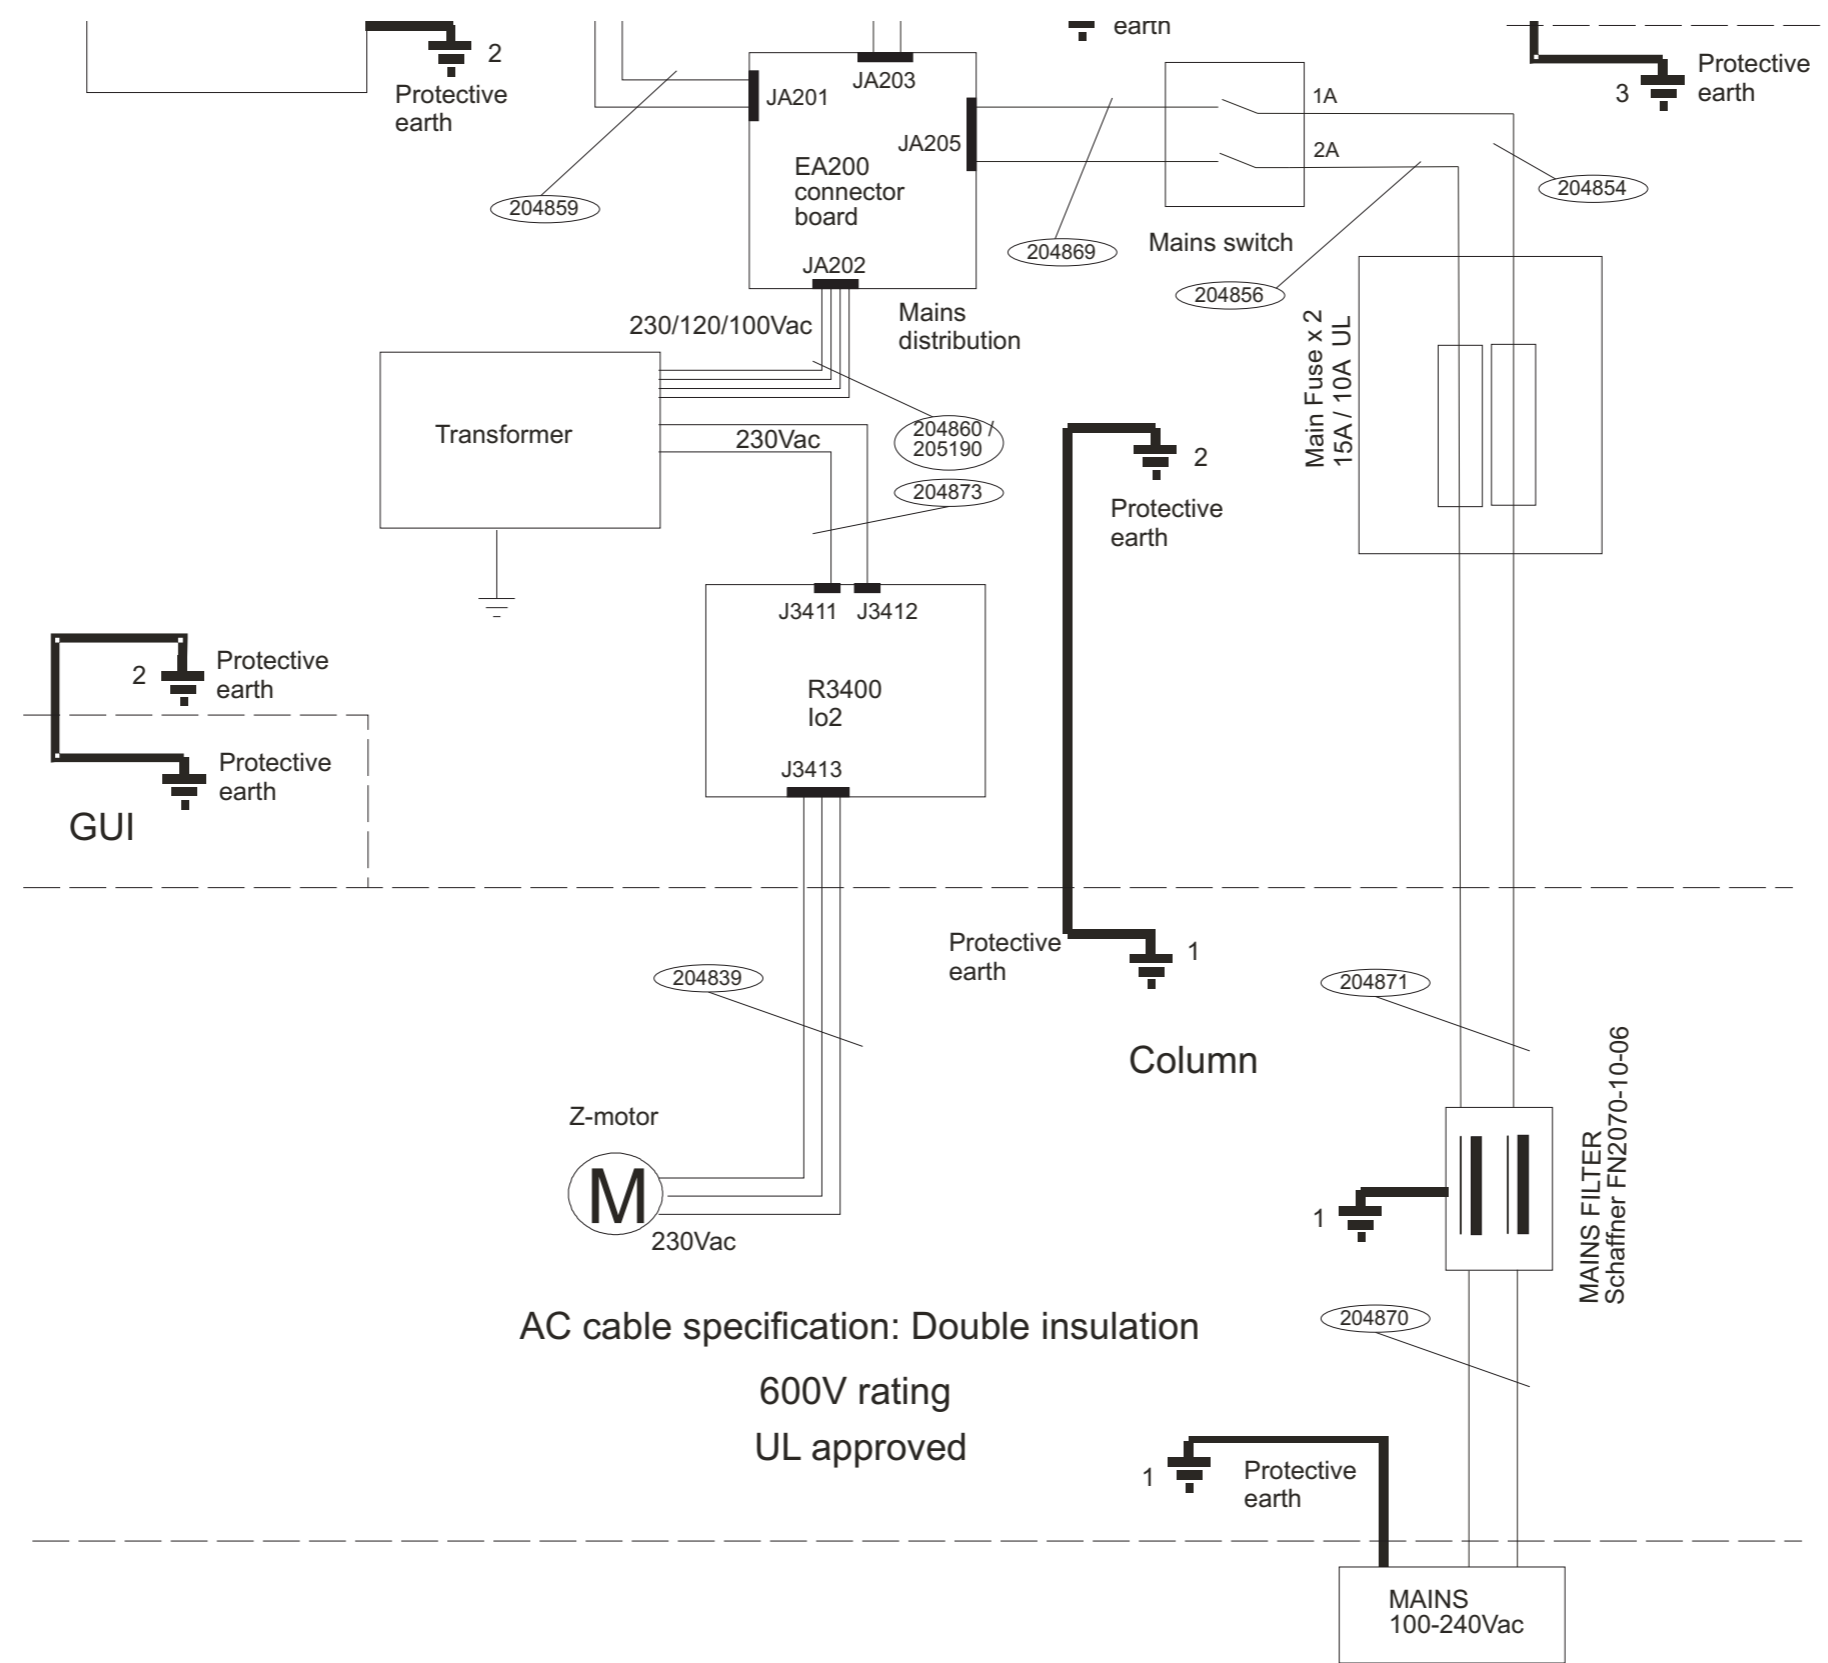 2
Protective
earth
earth
Protective
earth
3
JA203
JA201
JA205
EA200
connector
board
JA202
1A
2A
204859
204869
Mains switch
204854
204856
230/120/100Vac
Mains
distribution
Transformer
230Vac
204860 /
205190
204873
Main Fuse x 2
15A / 10A UL
2
Protective
earth
J3411 J3412
R3400
Io2
J3413
2
Protective
earth
Protective
earth
GUI
Protective
earth
1
204839
204871
Column
Z-motor
M
230Vac
1
MAINS FILTER
Schaffner FN2070-10-06
AC cable specification: Double insulation
600V rating
UL approved
204870
1
Protective
earth
MAINS
100-240Vac